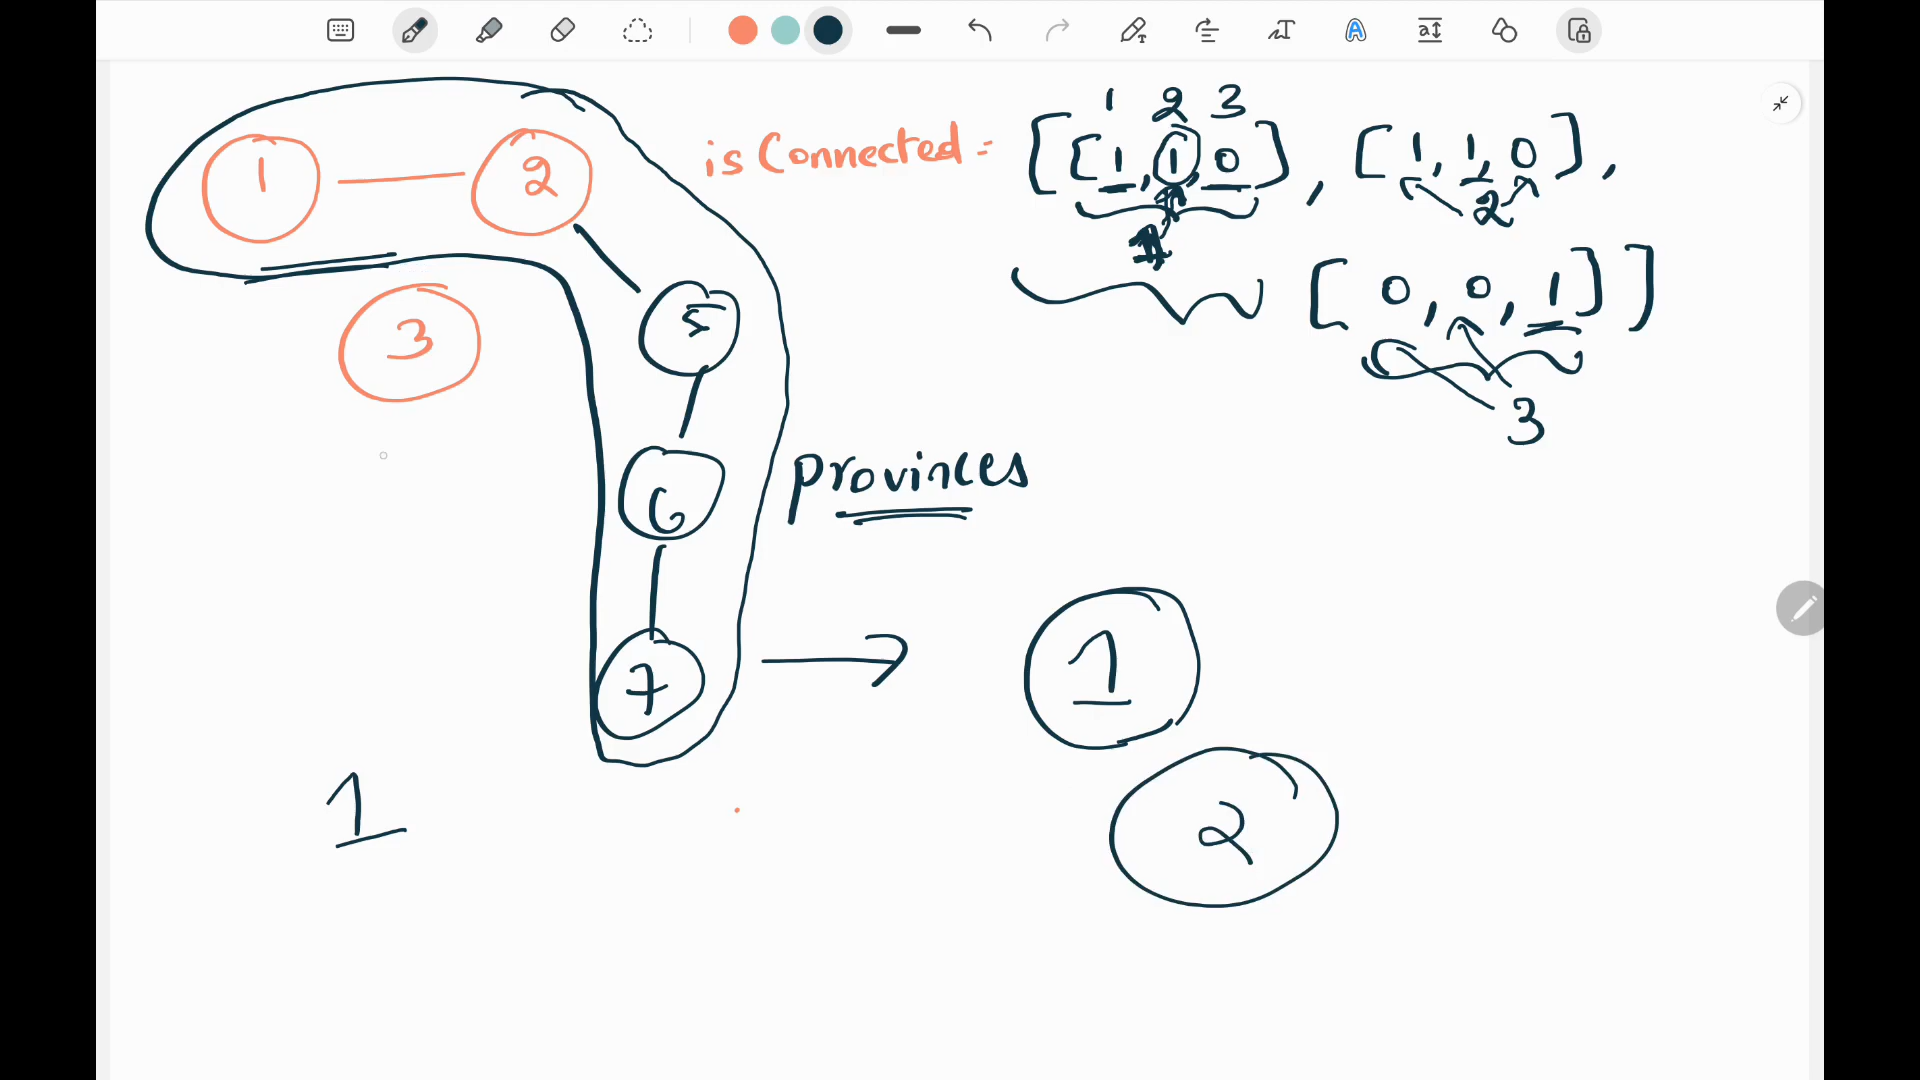 1 2 3
1 2 is Connected = [[1, 1, 0], [1, 1, 0],
1 2
[0, 0, 1]]
3 5
3
6 provinces
7 1
1 2